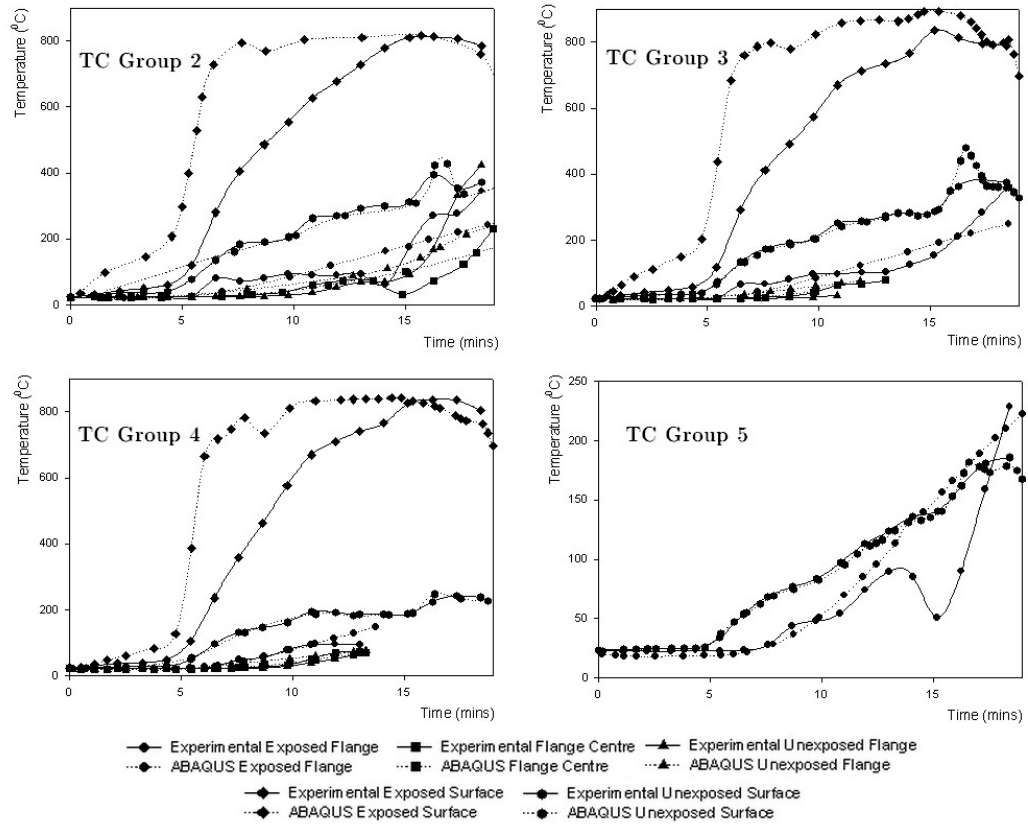 Temperature (⁰C)
800
600
400
200
0
TC Group 2
0
5
10
15
Time (mins)
Temperature (⁰C)
800
600
400
200
0
TC Group 3
0
5
10
15
Time (mins)
Temperature (⁰C)
800
600
400
200
0
TC Group 4
0
5
10
15
Time (mins)
Temperature (⁰C)
250
200
150
100
50
0
TC Group 5
0
5
10
15
Time (mins)
Experimental Exposed Flange Experimental Flange Centre Experimental Unexposed Flange
ABAQUS Exposed Flange ABAQUS Flange Centre ABAQUS Unexposed Flange
Experimental Exposed Surface Experimental Unexposed Surface
ABAQUS Exposed Surface ABAQUS Unexposed Surface